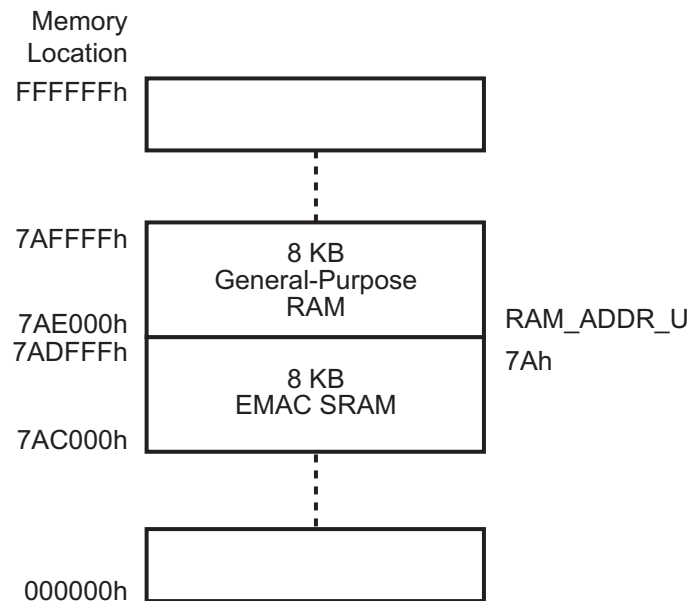 Memory
Location
FFFFFFh
7AFFFFh
8 KB
General-Purpose
RAM
7AE000h
RAM_ADDR_U
7ADFFFh
7Ah
8 KB
EMAC SRAM
7AC000h
000000h